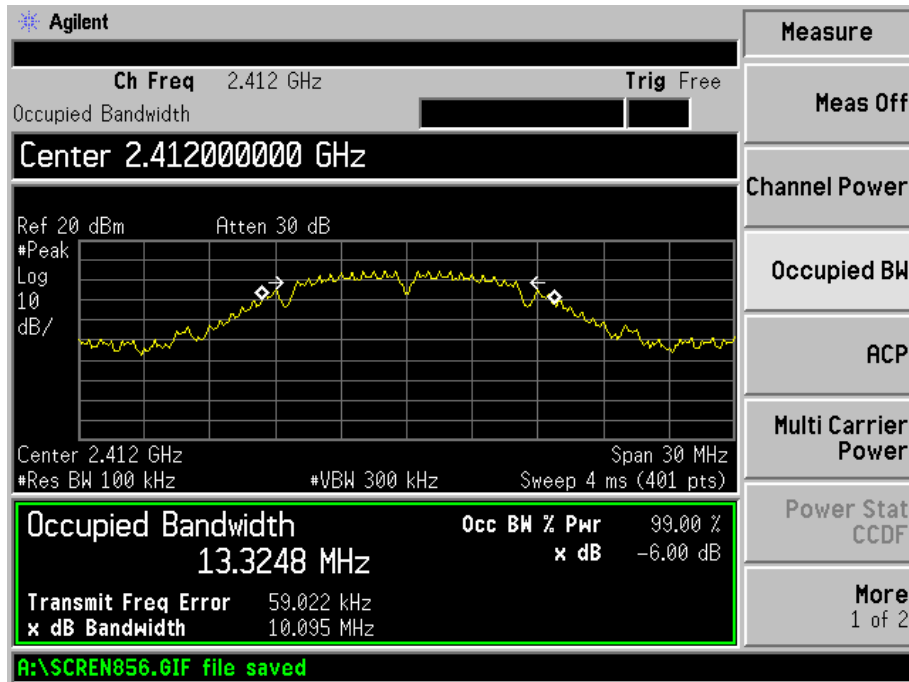 Agilent
Ch Freq 2.412 GHz Trig Free
Occupied Bandwidth
Center 2.412000000 GHz
Ref 20 dBm Atten 30 dB
#Peak
Log
10
dB/
Center 2.412 GHz Span 30 MHz
#Res BW 100 kHz #VBW 300 kHz Sweep 4 ms (401 pts)
Occupied Bandwidth Occ BW % Pwr 99.00 %
13.3248 MHz x dB -6.00 dB
Transmit Freq Error 59.022 kHz
x dB Bandwidth 10.095 MHz
A:\SCREN856.GIF file saved
Measure
Meas Off
Channel Power
Occupied BW
ACP
Multi Carrier
Power
Power Stat
CCDF
More
1 of 2